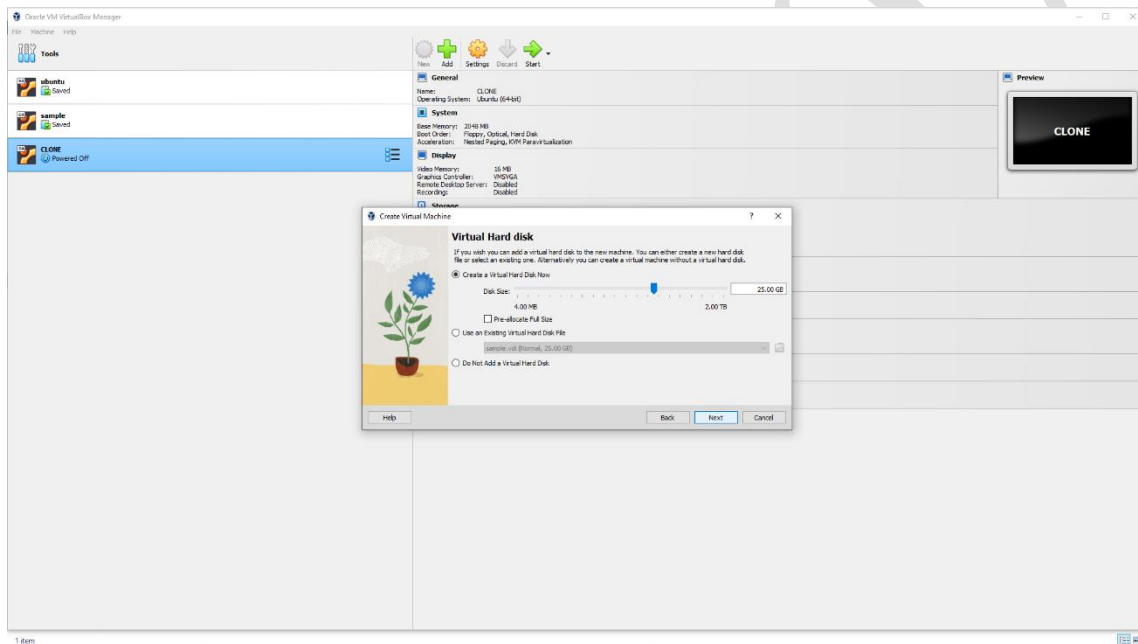 Oracle VM VirtualBox Manager
File Machine Help
Tools
New Add Settings Discard Start
ubuntu
Saved
sample
Saved
CLONE
Powered Off
General
Name: CLONE
Operating System: Ubuntu (64-bit)
System
Base Memory: 2048 MB
Boot Order: Floppy, Optical, Hard Disk
Acceleration: Nested Paging, KVM Paravirtualization
Display
Video Memory: 16 MB
Graphics Controller: VMSVGA
Remote Desktop Server: Disabled
Recording: Disabled
Storage
Preview
CLONE
Create Virtual Machine
? X
Virtual Hard disk
If you wish you can add a virtual hard disk to the new machine. You can either create a new hard disk
file or select an existing one. Alternatively you can create a virtual machine without a virtual hard disk.
Create a Virtual Hard Disk Now
Disk Size: 25.00 GB
4.00 MB 2.00 TB
Pre-allocate Full Size
Use an Existing Virtual Hard Disk File
sample.vdi (Normal, 25.00 GB)
Do Not Add a Virtual Hard Disk
Help Back Next Cancel
1 item